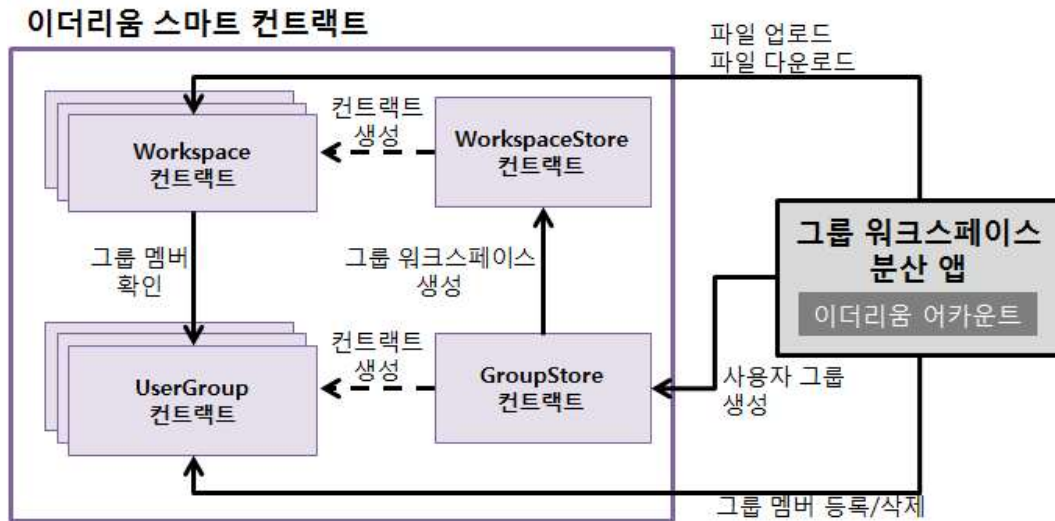 이더리움 스마트 컨트랙트
파일 업로드
파일 다운로드
Workspace
컨트랙트
컨트랙트
생성
WorkspaceStore
컨트랙트
그룹 멤버
확인
그룹 워크스페이스
생성
그룹 워크스페이스
분산 앱
이더리움 어카운트
UserGroup
컨트랙트
컨트랙트
생성
GroupStore
컨트랙트
사용자 그룹
생성
그룹 멤버 등록/삭제